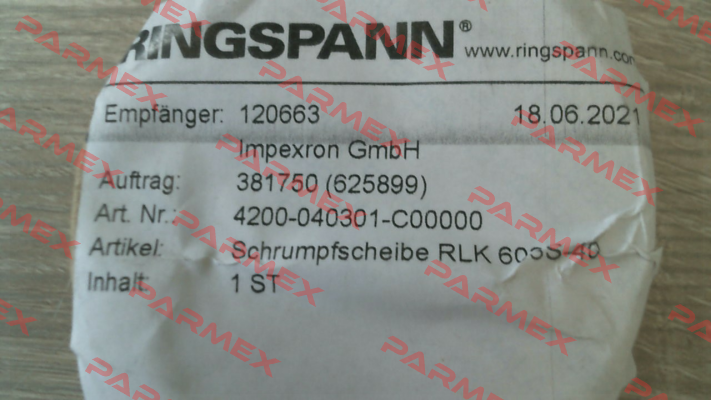 RINGSPANN® www.ringspann.com
Empfänger: 120663 18.06.2021
Impexron GmbH
Auftrag: 381750 (625899)
Art. Nr.: 4200-040301-C00000
Artikel: Schrumpfscheibe RLK
Inhalt: 1 ST
PARMEX